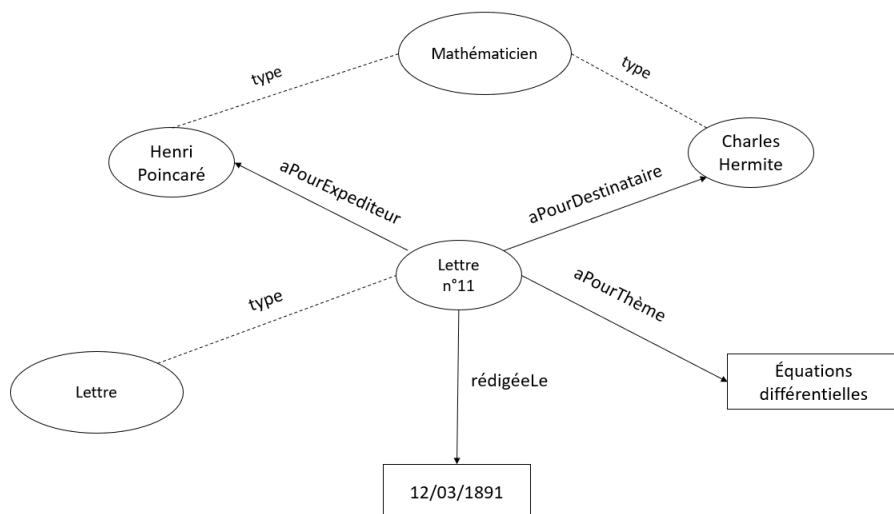 Mathématicien
type
type
Henri
Poincaré
Charles
Hermite
aPourExpediteur
aPourDestinataire
Lettre
n°11
type
aPourThème
Lettre
rédigéeLe
Équations
différentielles
12/03/1891